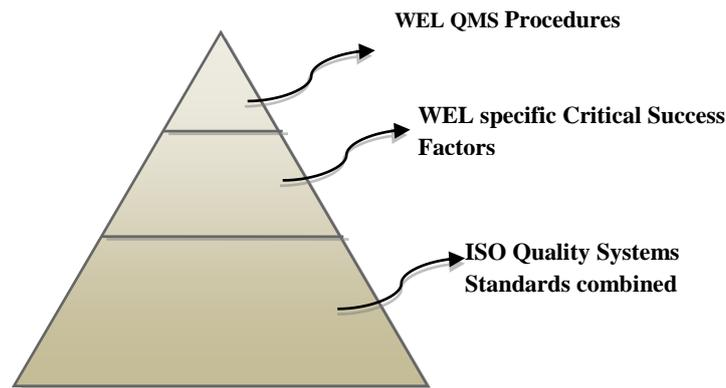 WEL QMS Procedures
WEL specific Critical Success
Factors
ISO Quality Systems
Standards combined